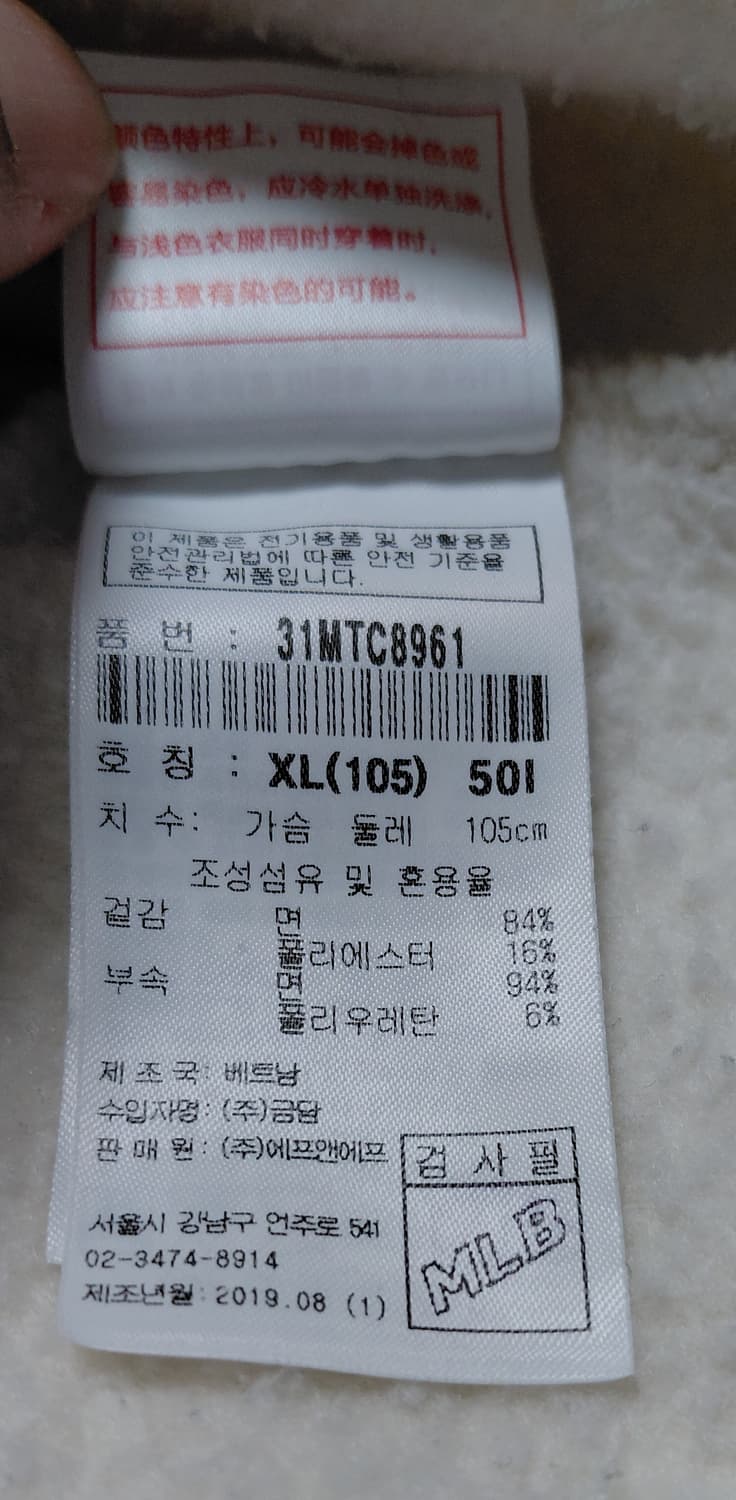 颜色特性上，可能会掉色或
容易染色，应冷水单独洗涤，
与浅色衣服同时穿着时，
应注意有染色的可能。
이 제품은 전기용품 및 생활용품
안전관리법에 따른 안전 기준을
준수한 제품입니다.
품 번 : 31MTC8961
호 칭 : XL(105) 50I
치 수: 가슴 둘레 105cm
조성섬유 및 혼용율
겉감 면 84%
폴리에스터 16%
부속 면 94%
폴리우레탄 6%
제 조 국: 베트남
수입자명: (주)금담
판 매 원: (주)에프앤에프
검 사 필
MLB
서울시 강남구 언주로 541
02-3474-8914
제조년월: 2019.08 (1)